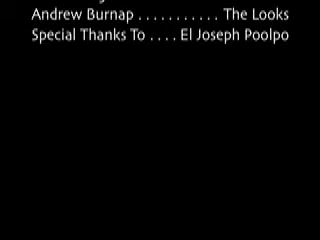 Andrew Burnap . . . . . . . . . . . The Looks
Special Thanks To . . . . El Joseph Poolpo